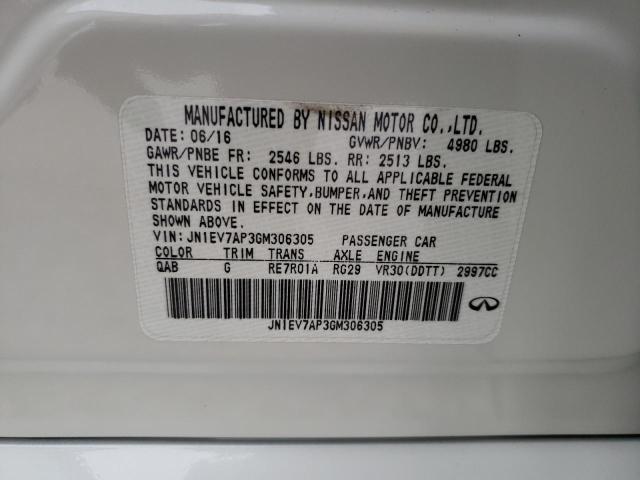 MANUFACTURED BY NISSAN MOTOR CO.,LTD.
DATE: 06/16 GVWR/PNBV: 4980 LBS.
GAWR/PNBE FR: 2546 LBS. RR: 2513 LBS.
THIS VEHICLE CONFORMS TO ALL APPLICABLE FEDERAL
MOTOR VEHICLE SAFETY,BUMPER,AND THEFT PREVENTION
STANDARDS IN EFFECT ON THE DATE OF MANUFACTURE
SHOWN ABOVE.
VIN:JN1EV7AP3GM306305 PASSENGER CAR
COLOR TRIM TRANS AXLE ENGINE
QAB G RE7R01A RG29 VR30(DDTT) 2997CC
JN1EV7AP3GM306305